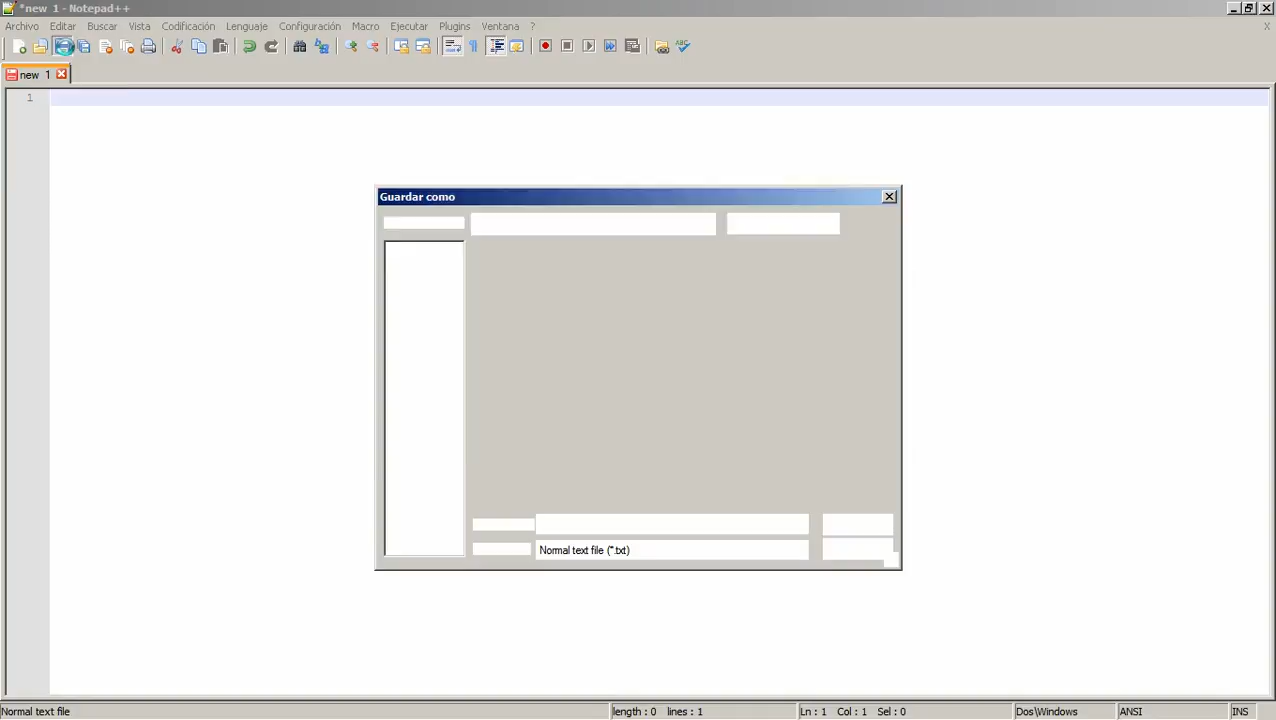 *new 1 - Notepad++
Archivo Editar Buscar Vista Codificación Lenguaje Configuración Macro Ejecutar Plugins Ventana ? X
ABC
new 1
1
Guardar como
Normal text file (*.txt)
Normal text file length : 0 lines : 1 Ln : 1 Col : 1 Sel : 0 Dos\Windows ANSI INS